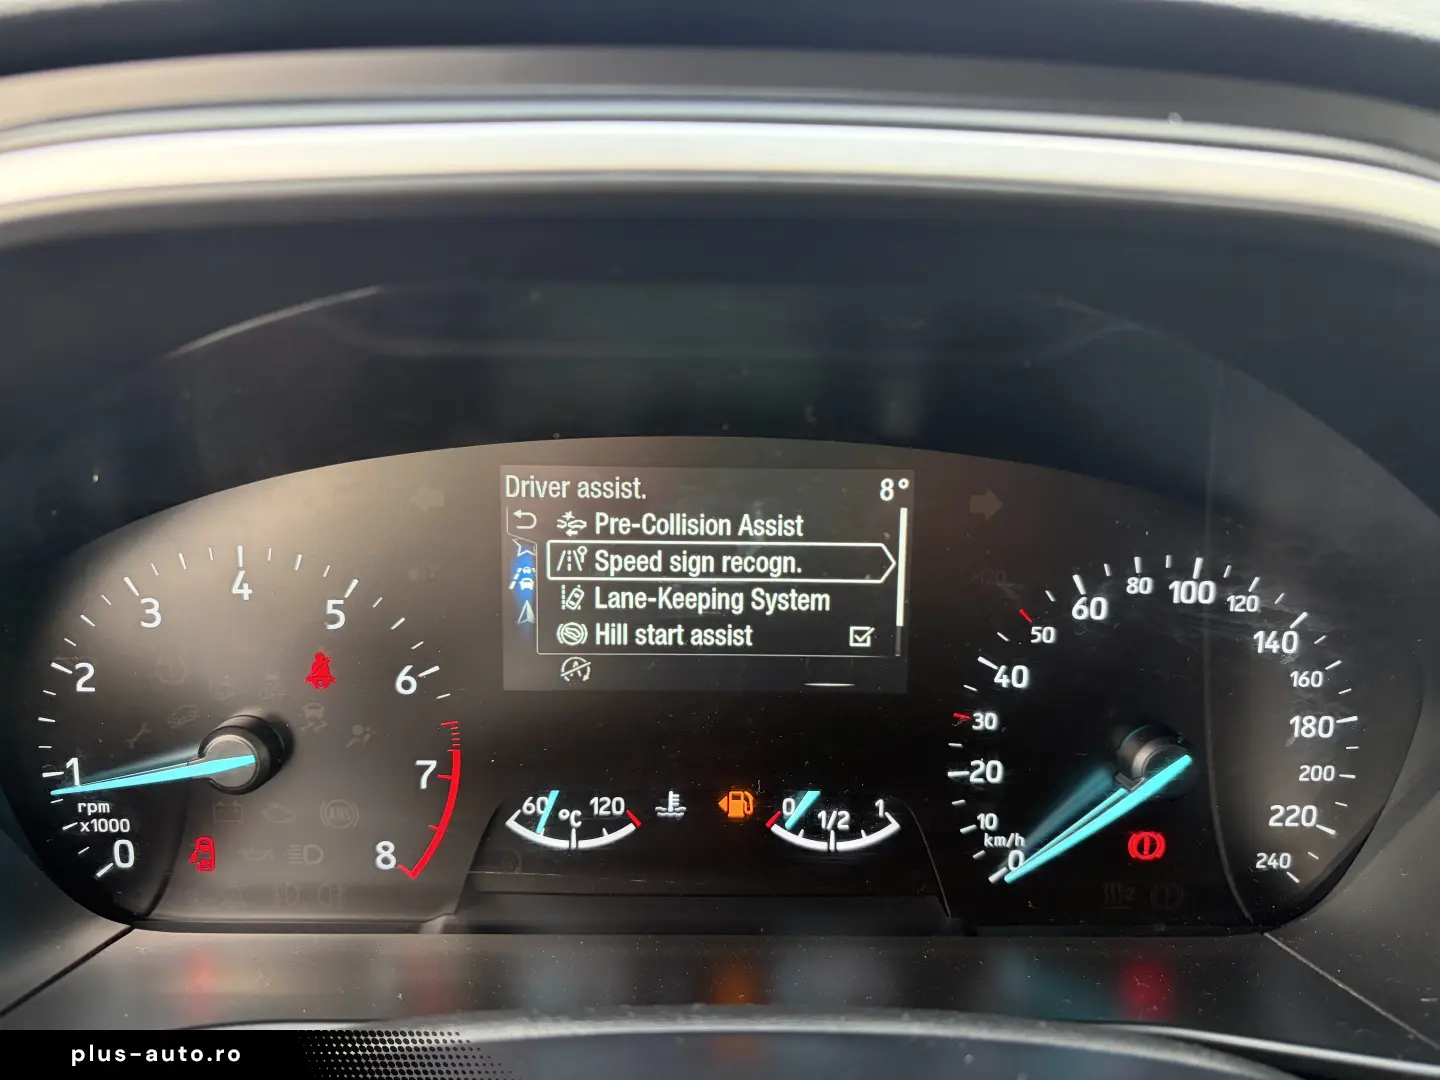 Driver assist. 8°
Pre-Collision Assist
Speed sign recogn.
Lane-Keeping System
Hill start assist
0
1
2
3
4
5
6
7
8
rpm
x1000
60 °C 120
0 1/2 1
0
10
20
30
40
50
60
80
100
120
140
160
180
200
220
240
km/h
ABS
plus-auto.ro